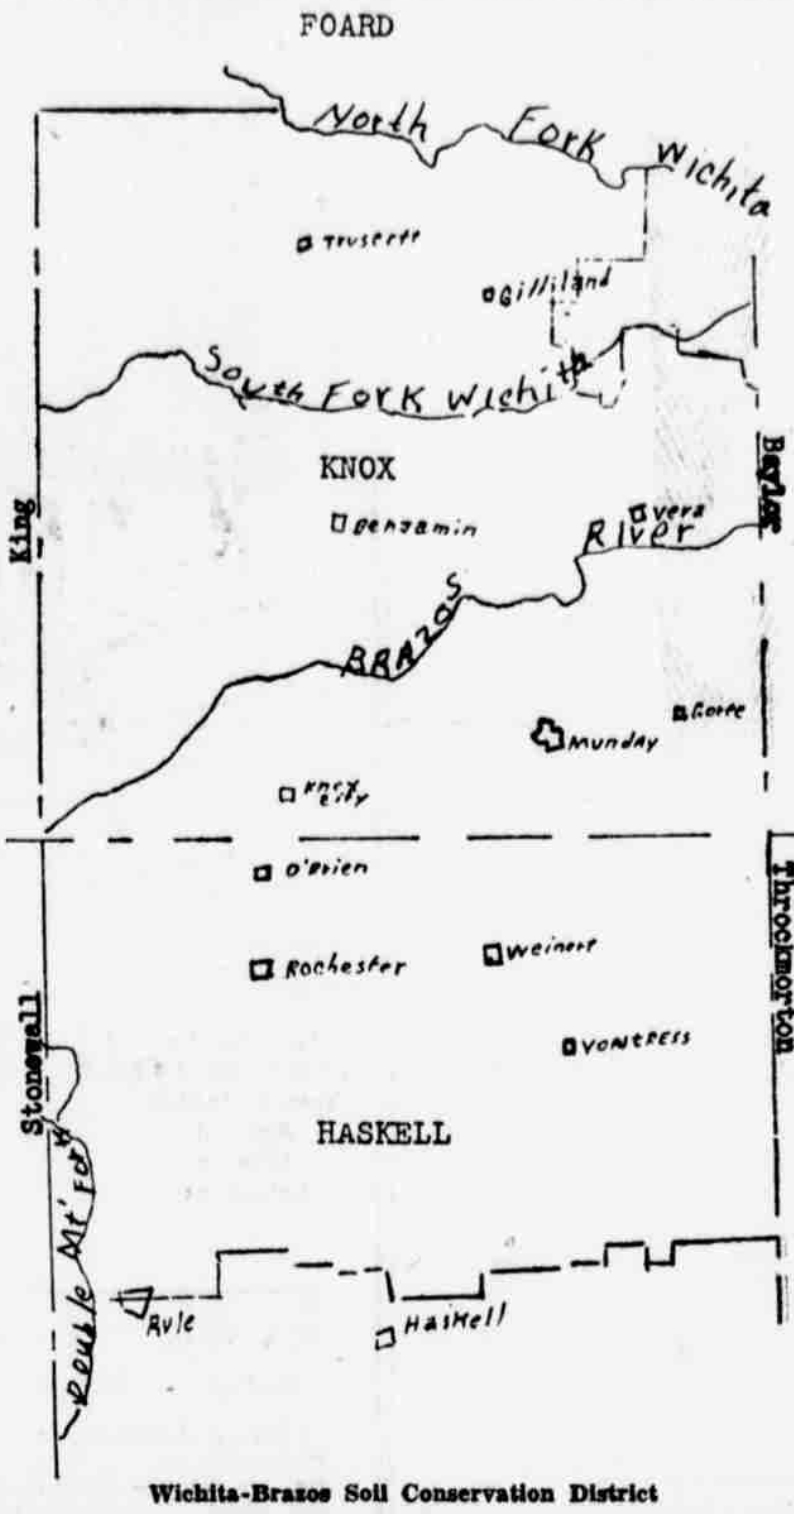 FOARD
North Fork Wichita
Truscott
Gilliland
South Fork Wichita
KNOX
King
Baylor
Benjamin
Vera
BRAZOS RIVER
Goree
MUNDAY
KNOX
CITY
O'Brien
Throckmorton
Weinert
Rochester
Stonewall
VONTRESS
HASKELL
Double Mt' Fork
Rule
Haskell
Wichita-Brazos Soil Conservation District